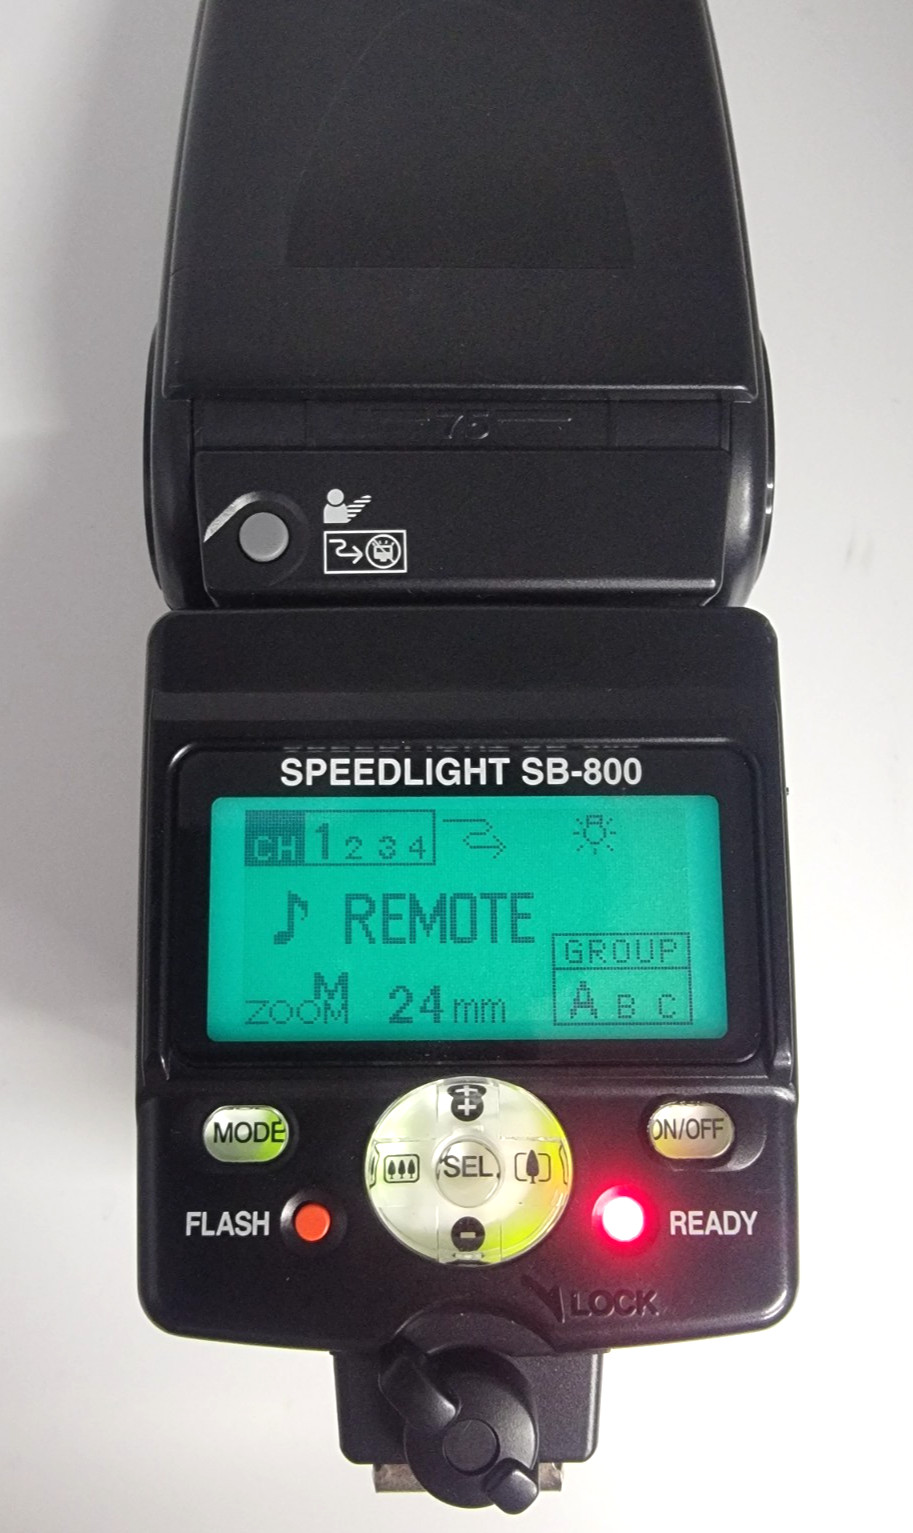 76
SPEEDLIGHT SB-800
CH 1 2 3 4
♪ REMOTE
GROUP
M
ZOOM 24mm
A B C
MODE
ON/OFF
SEL
FLASH
READY
LOCK